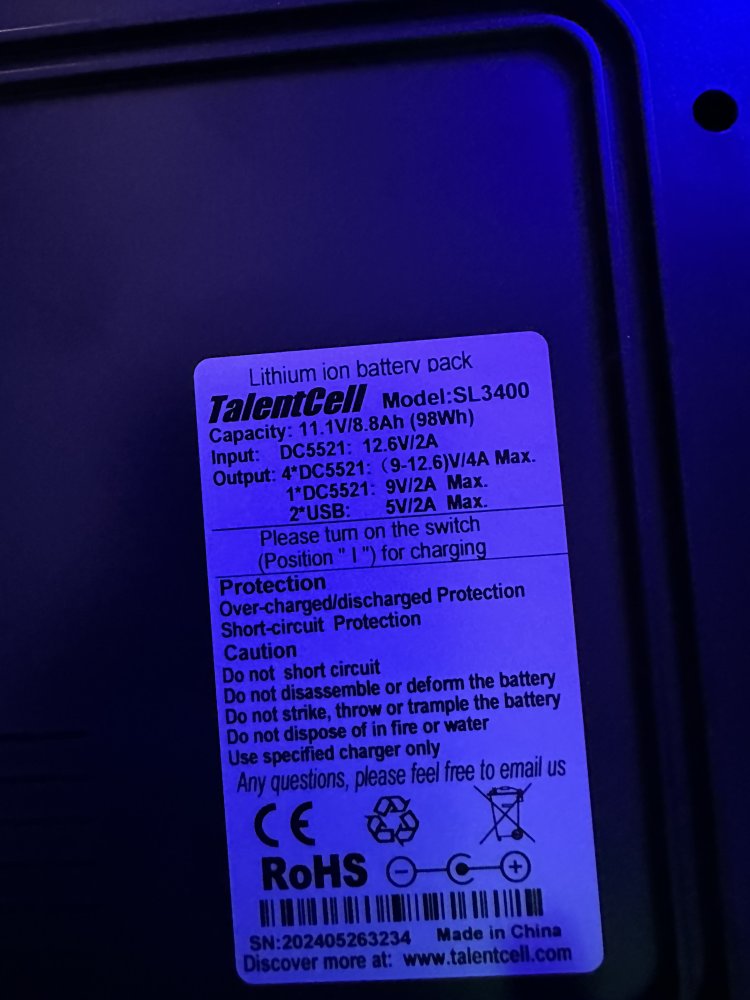 Lithium ion battery pack
TalentCell Model:SL3400
Capacity: 11.1V/8.8Ah (98Wh)
Input: DC5521: 12.6V/2A
Output: 4*DC5521: (9-12.6)V/4A Max.
1*DC5521: 9V/2A Max.
2*USB: 5V/2A Max.
Please turn on the switch
(Position " I ") for charging
Protection
Over-charged/discharged Protection
Short-circuit Protection
Caution
Do not short circuit
Do not disassemble or deform the battery
Do not strike, throw or trample the battery
Do not dispose of in fire or water
Use specified charger only
Any questions, please feel free to email us
CE
RoHS
SN:202405263234 Made in China
Discover more at: www.talentcell.com